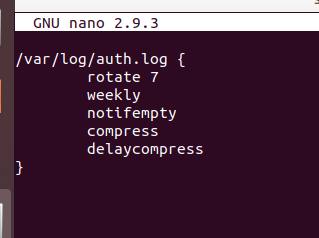 GNU nano 2.9.3
/var/log/auth.log {
        rotate 7
        weekly
        notifempty
        compress
        delaycompress
}